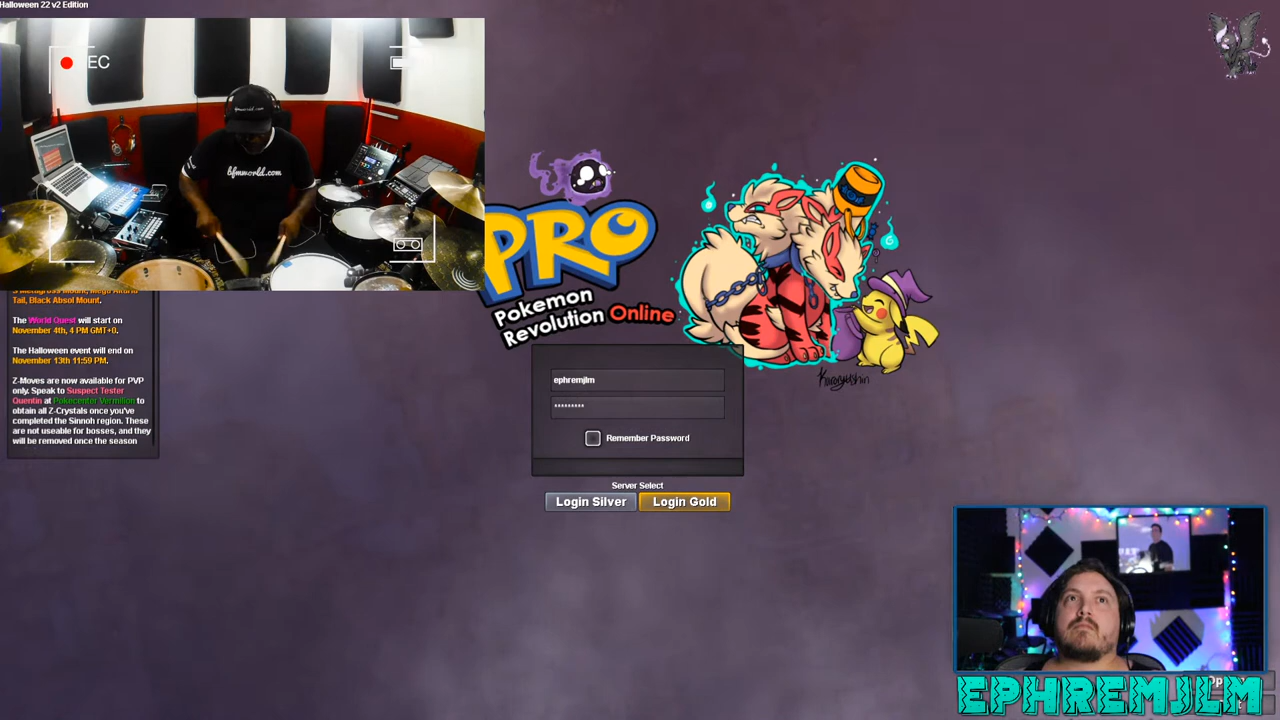 Halloween 22 v2 Edition
EC
bfmworld.com
bfmworld.com
PRO
Pokemon
Revolution Online
Tail, Black Absol Mount.
The World Quest will start on
November 4th, 4 PM GMT+0.
The Halloween event will end on
November 13th 11:59 PM.
Z-Moves are now available for PVP
only. Speak to Suspect Tester
Quentin at Pokecenter Vermilion to
obtain all Z-Crystals once you've
completed the Sinnoh region. These
are not useable for bosses, and they
will be removed once the season
ephremjlm
*********
Remember Password
Server Select
Login Silver
Login Gold
EPHREMJLM